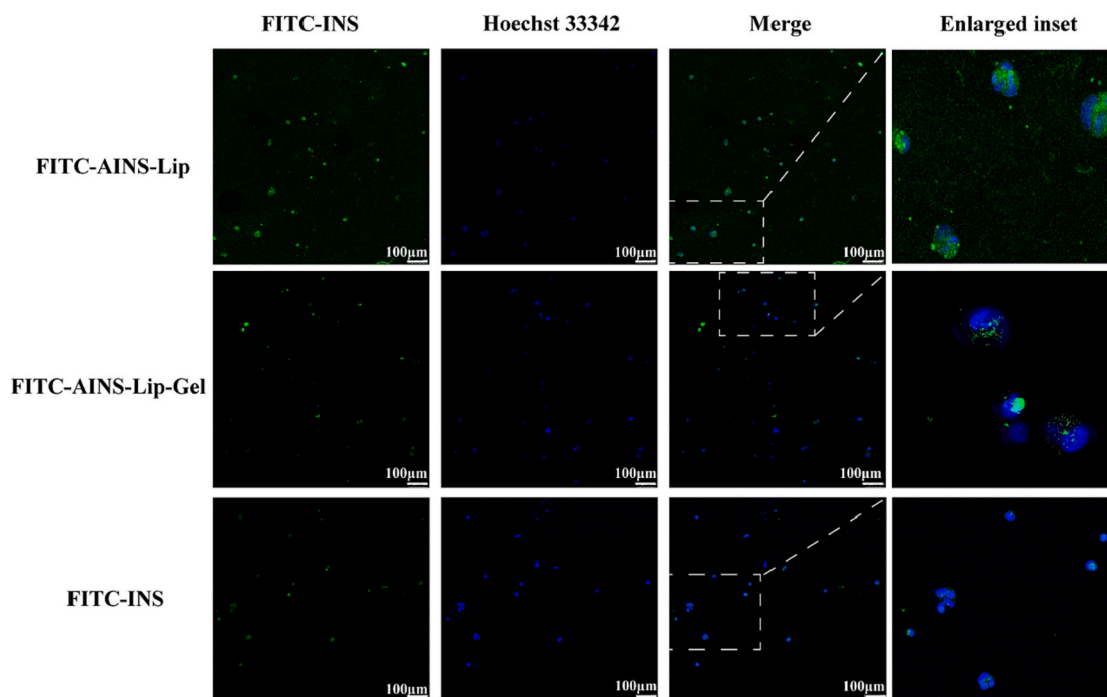 FITC-INS Hoechst 33342 Merge Enlarged inset
FITC-AINS-Lip
100μm 100μm 100μm
FITC-AINS-Lip-Gel
100μm 100μm 100μm
FITC-INS
100μm 100μm 100μm